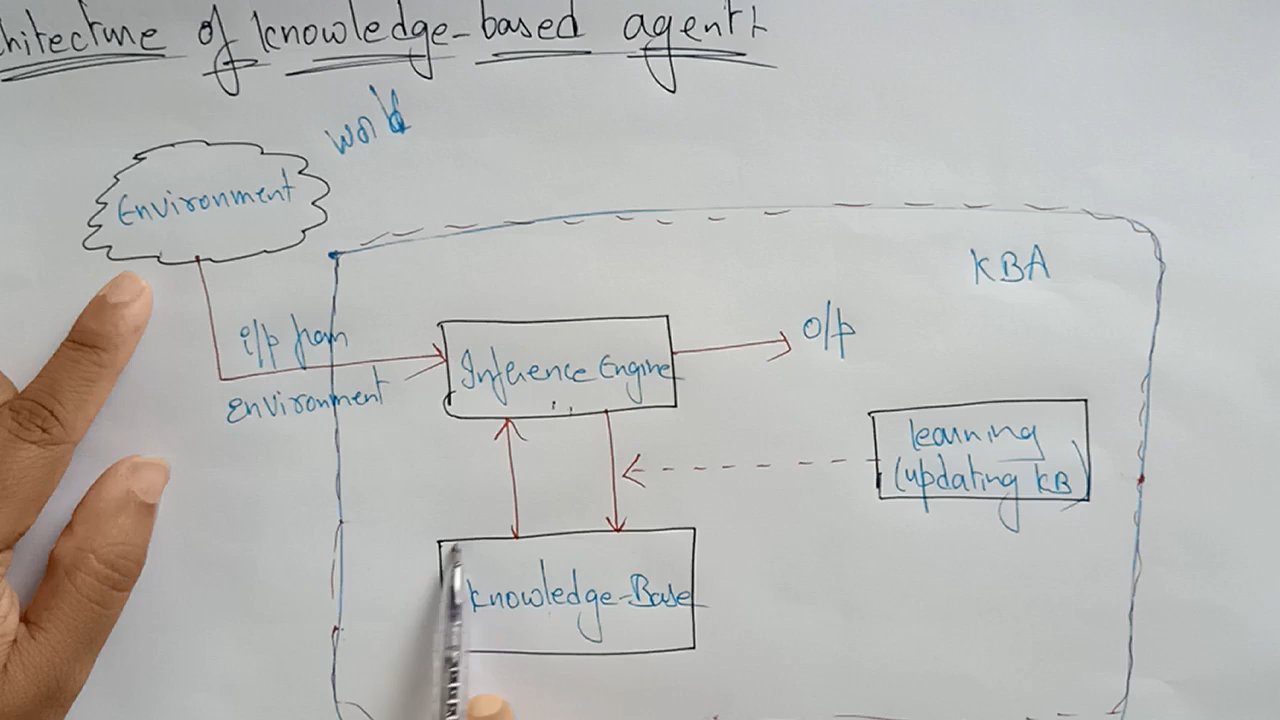 hitecture of knowledge-based agent
world
Environment
i/p from
environment
KBA
Inference Engine
O/p
learning
(updating KB)
Knowledge-Base